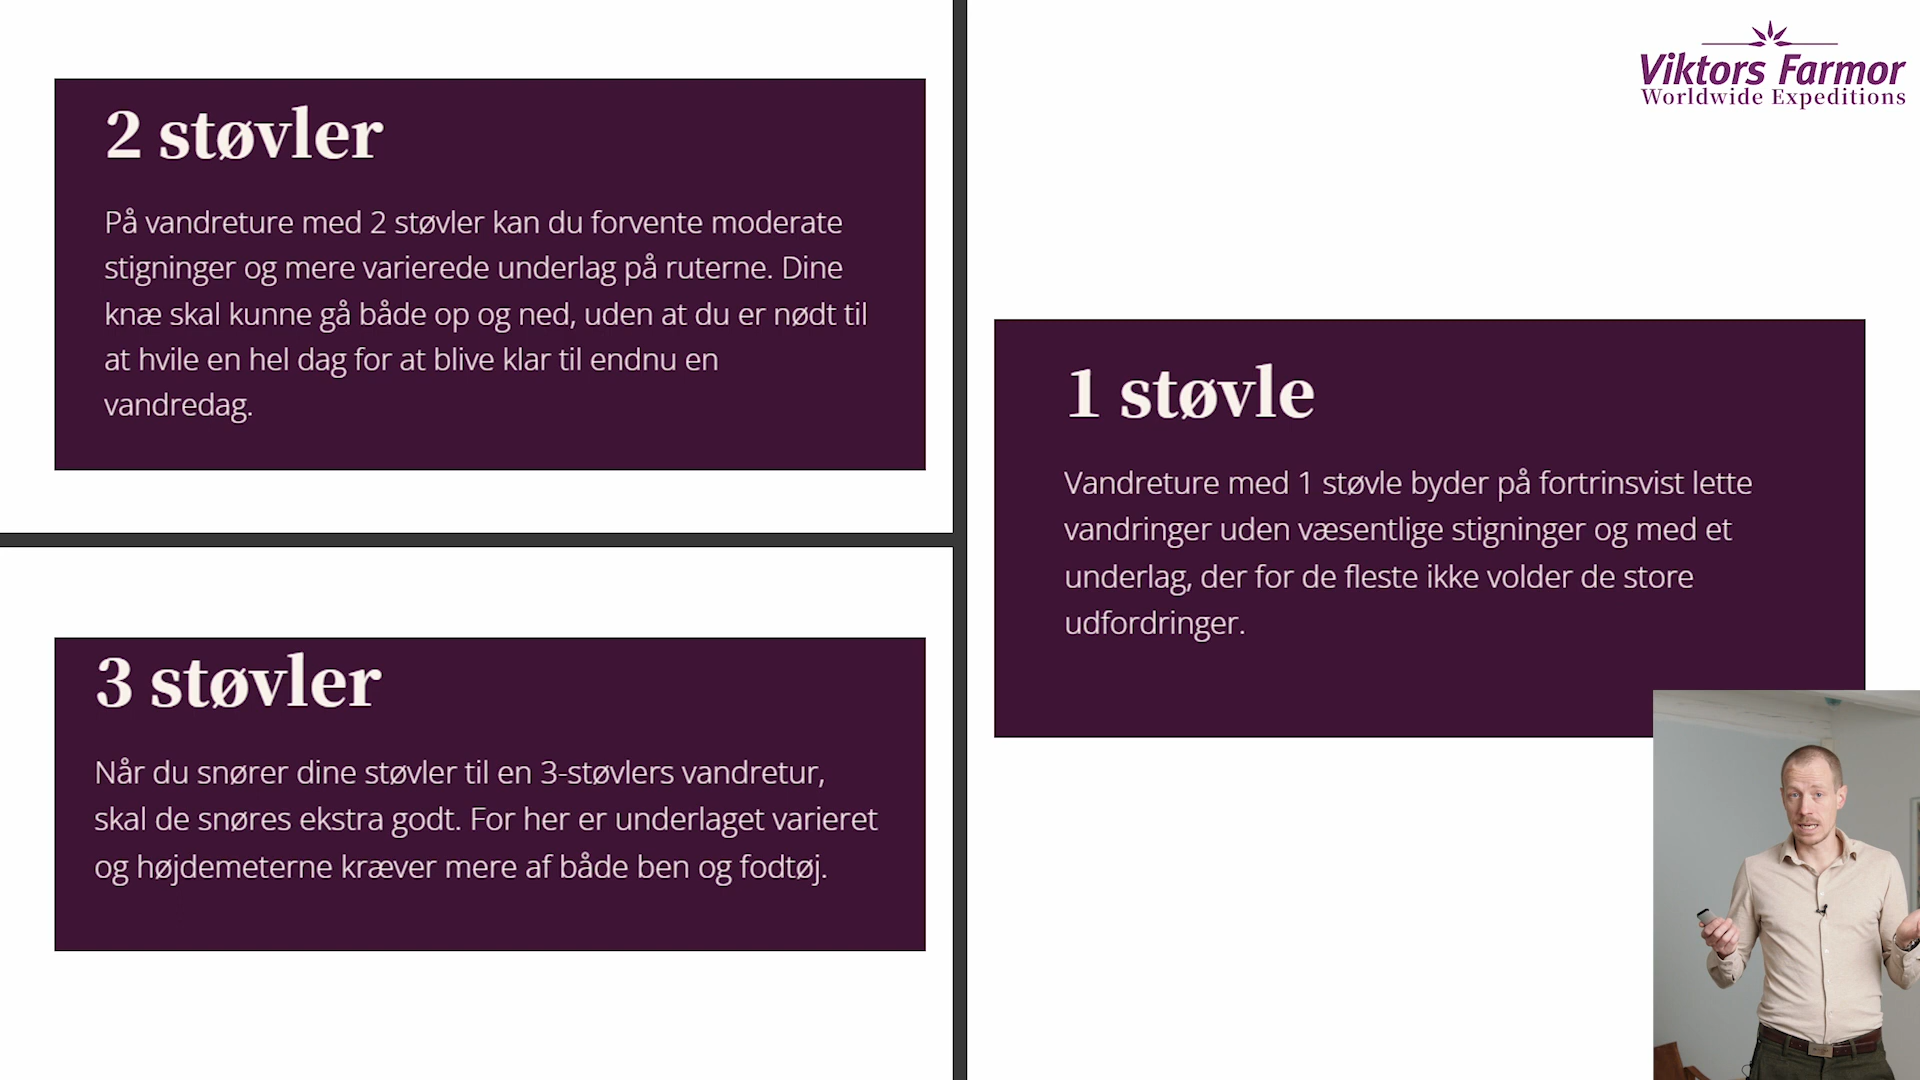 2 støvler
På vandreture med 2 støvler kan du forvente moderate
stigninger og mere varierede underlag på ruterne. Dine
knæ skal kunne gå både op og ned, uden at du er nødt til
at hvile en hel dag for at blive klar til endnu en
vandredag.
3 støvler
Når du snører dine støvler til en 3-støvlers vandretur,
skal de snøres ekstra godt. For her er underlaget varieret
og højdemeterne kræver mere af både ben og fodtøj.
Viktors Farmor
Worldwide Expeditions
1 støvle
Vandreture med 1 støvle byder på fortrinsvist lette
vandringer uden væsentlige stigninger og med et
underlag, der for de fleste ikke volder de store
udfordringer.